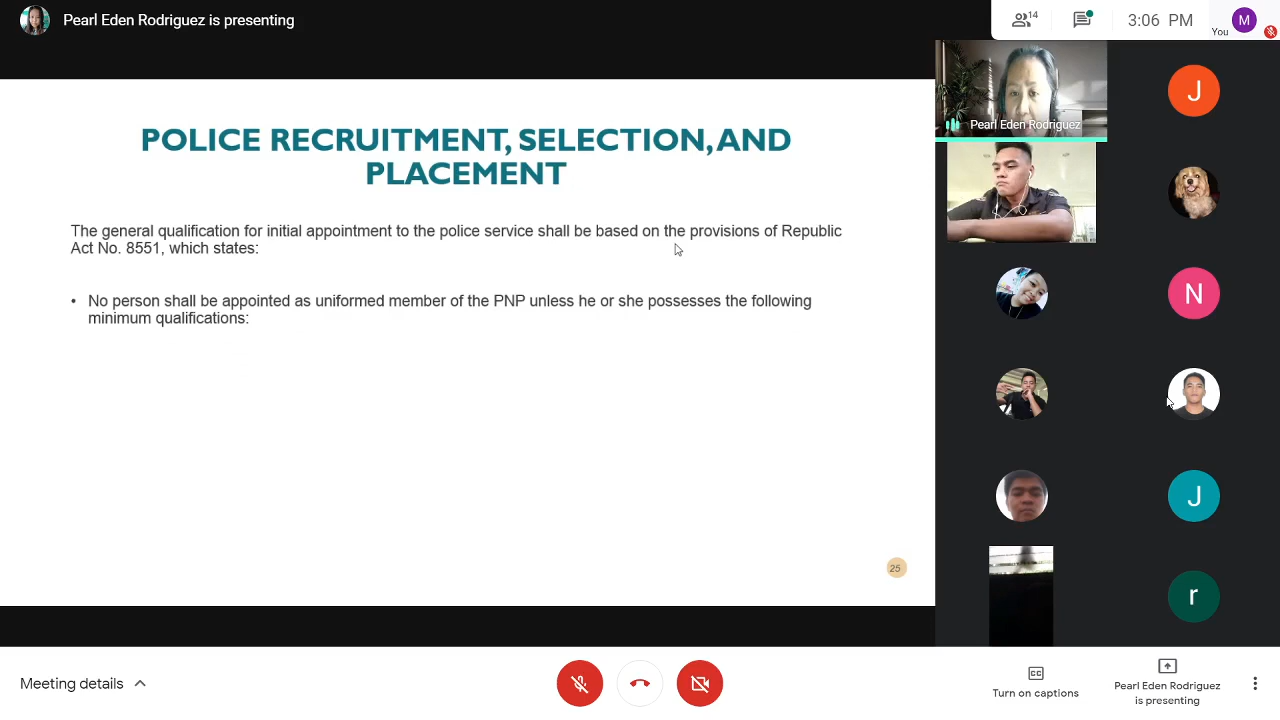 Pearl Eden Rodriguez is presenting
14
3:06 PM
You
M
POLICE RECRUITMENT, SELECTION, AND
PLACEMENT
The general qualification for initial appointment to the police service shall be based on the provisions of Republic
Act No. 8551, which states:
• No person shall be appointed as uniformed member of the PNP unless he or she possesses the following
minimum qualifications:
25
Pearl Eden Rodriguez
J
N
J
r
Meeting details
CC
Turn on captions
Pearl Eden Rodriguez
is presenting